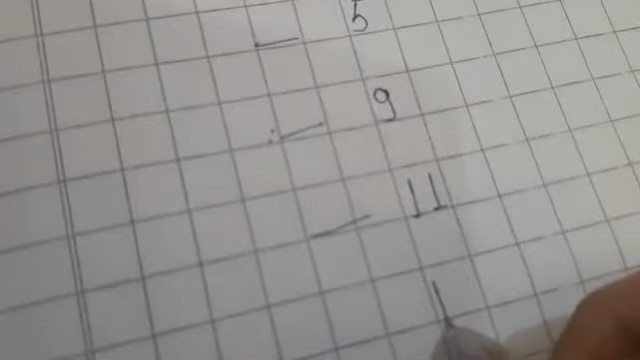 — 5
— 9
— 11